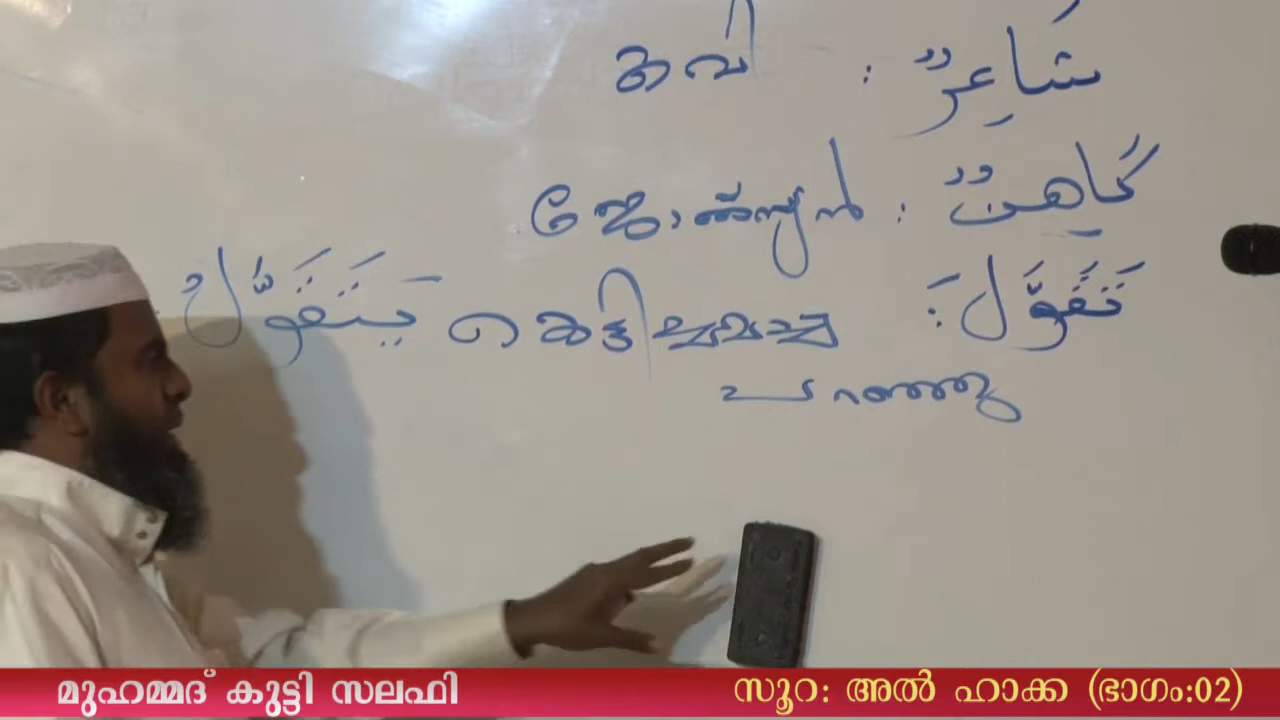 شَاعِرٌ : കവി
كَاهِنٌ : ജ്യോത്സ്യൻ
تَقَوَّلَ : കെട്ടിച്ചമച്ചു يَتَقَوَّلُ
പറഞ്ഞു
മുഹമ്മദ് കുട്ടി സലഫി
സൂറ: അൽ ഹാക്ക (ഭാഗം:02)